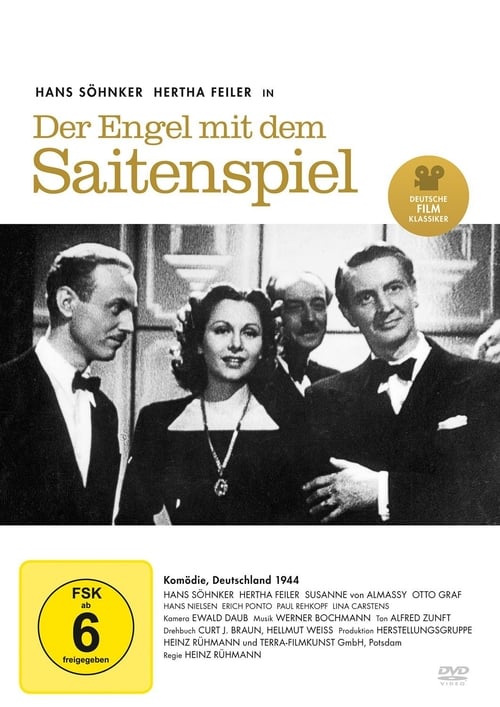 HANS SÖHNKER HERTHA FEILER IN
Der Engel mit dem
Saitenspiel
DEUTSCHE
FILM
KLASSIKER
FSK
ab
6
freigegeben
Komödie, Deutschland 1944
HANS SÖHNKER HERTHA FEILER SUSANNE von ALMASSY OTTO GRAF
HANS NIELSEN ERICH PONTO PAUL REHKOPF LINA CARSTENS
Kamera EWALD DAUB Musik WERNER BOCHMANN Ton ALFRED ZUNFT
Drehbuch CURT J. BRAUN, HELLMUT WEISS Produktion HERSTELLUNGSGRUPPE
HEINZ RÜHMANN und TERRA-FILMKUNST GmbH, Potsdam
Regie HEINZ RÜHMANN
DVD
VIDEO